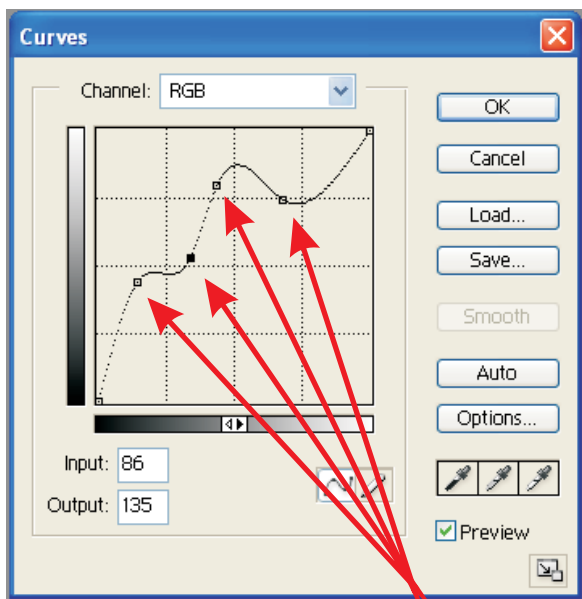 Curves
Channel: RGB
OK
Cancel
Load...
Save...
Smooth
Auto
Options...
Input: 86
Output: 135
Preview